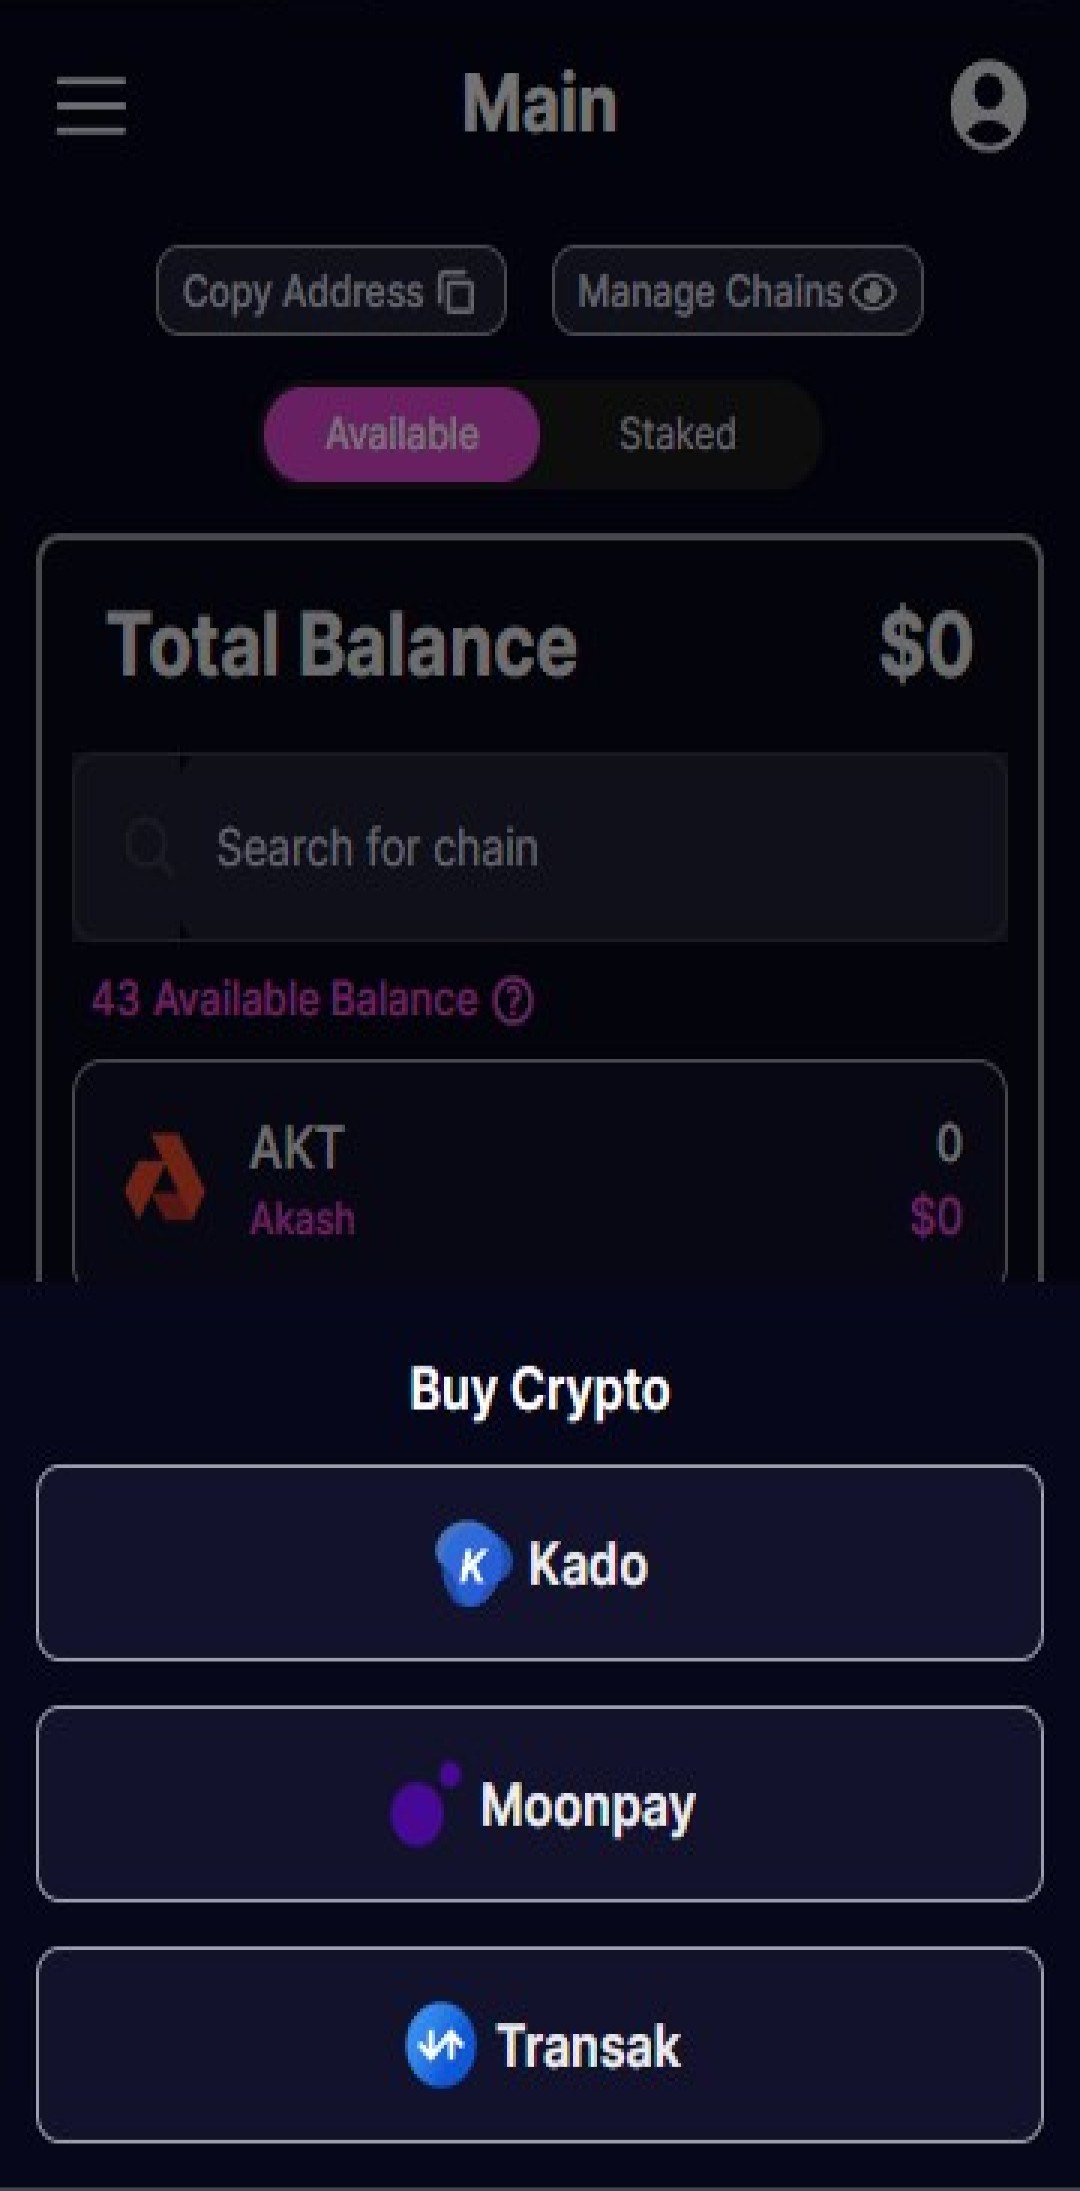 Main
Copy Address
Manage Chains
Available
Staked
Total Balance
$0
Search for chain
43 Available Balance ?
AKT
0
Akash
$0
Buy Crypto
K Kado
Moonpay
Transak